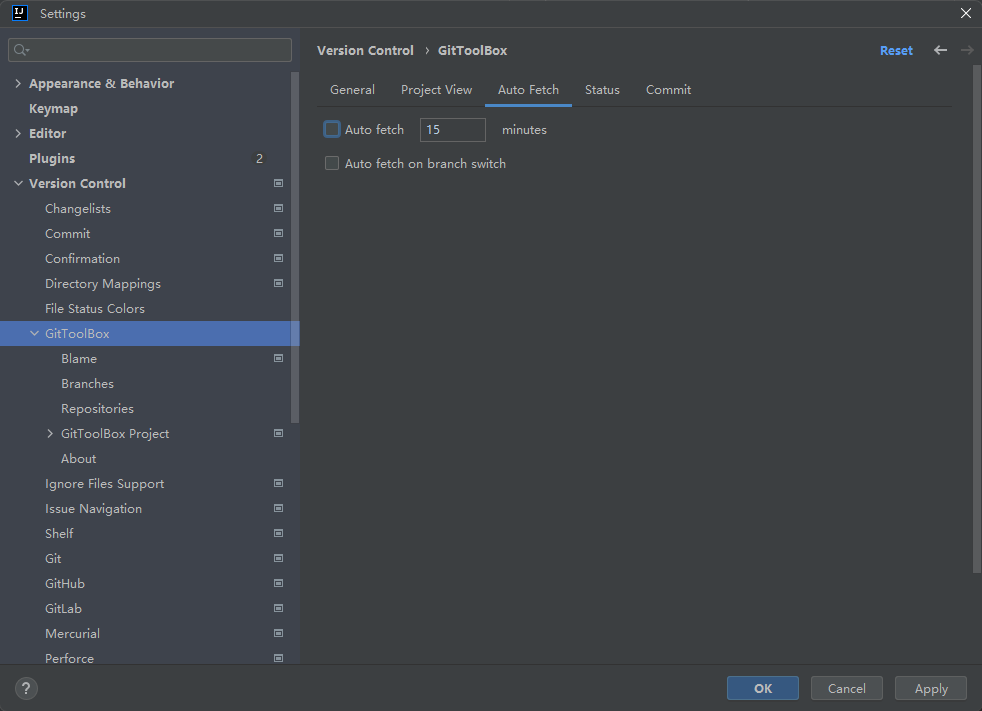 IJ
Settings
Version Control › GitToolBox
Reset
General Project View Auto Fetch Status Commit
Auto fetch 15 minutes
Auto fetch on branch switch
Appearance & Behavior
Keymap
Editor
Plugins 2
Version Control
Changelists
Commit
Confirmation
Directory Mappings
File Status Colors
GitToolBox
Blame
Branches
Repositories
GitToolBox Project
About
Ignore Files Support
Issue Navigation
Shelf
Git
GitHub
GitLab
Mercurial
Perforce
?
OK Cancel Apply